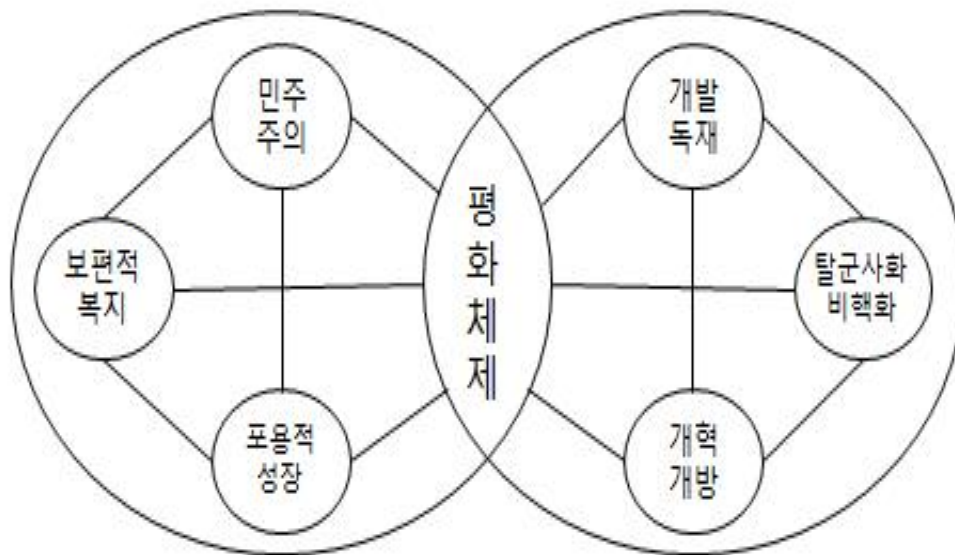 민주
주의
보편적
복지
포용적
성장
평
화
체
제
개발
독재
탈군사화
비핵화
개혁
개방